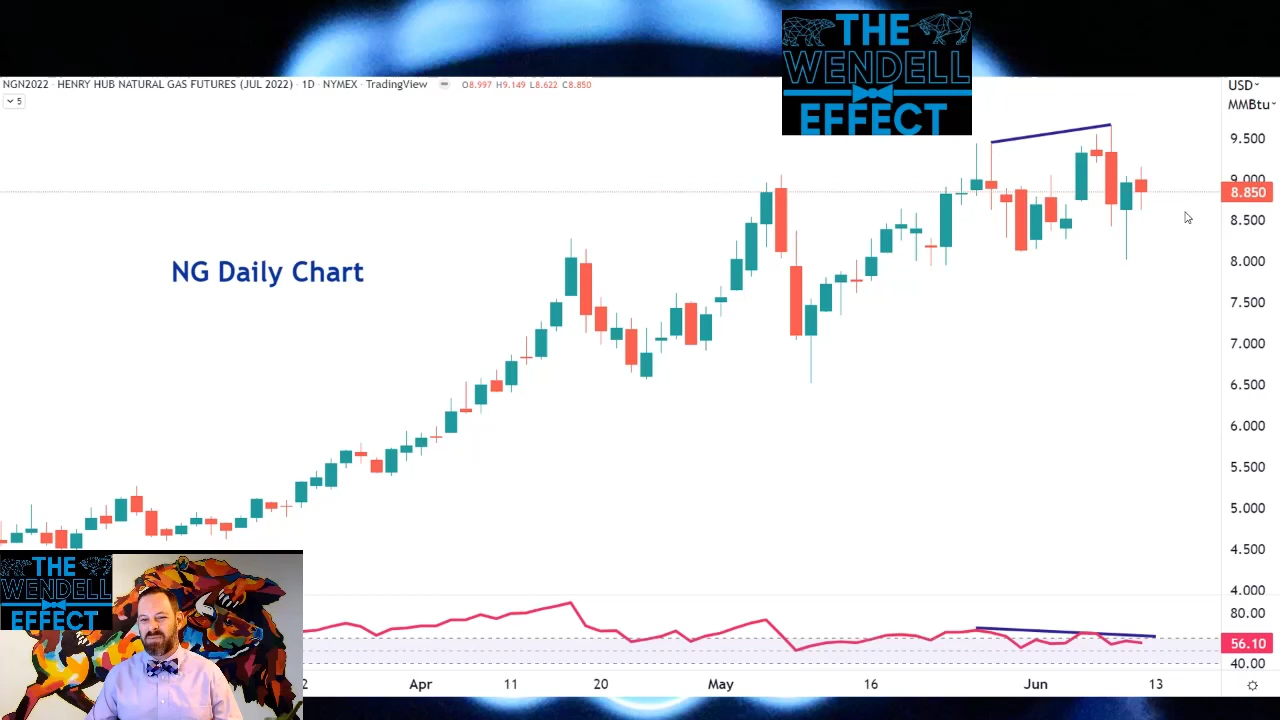 THE
WENDELL
EFFECT
NGN2022 · HENRY HUB NATURAL GAS FUTURES (JUL 2022) · 1D · NYMEX · TradingView O8.997 H9.149 L8.622 C8.850
5
USD
MMBtu
9.500
9.000
8.850
8.500
8.000
7.500
7.000
6.500
6.000
5.500
5.000
4.500
4.000
NG Daily Chart
THE
WENDELL
EFFECT
80.00
56.10
40.00
2 Apr 11 20 May 16 Jun 13